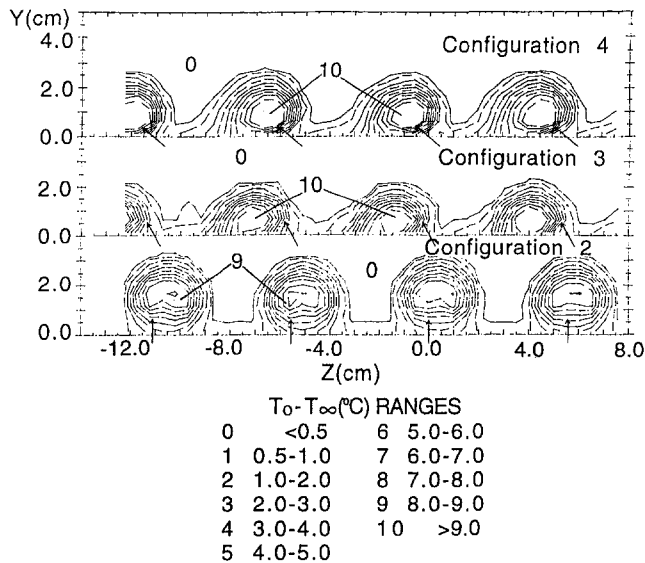 Y(cm)
4.0
Configuration 4
0
10
2.0
0.0
0
Configuration 3
10
2.0
0.0
Configuration 2
9
0
2.0
0.0
-12.0 -8.0 -4.0 0.0 4.0 8.0
Z(cm)
To-T∞(°C) RANGES
0 <0.5 6 5.0-6.0
1 0.5-1.0 7 6.0-7.0
2 1.0-2.0 8 7.0-8.0
3 2.0-3.0 9 8.0-9.0
4 3.0-4.0 10 >9.0
5 4.0-5.0